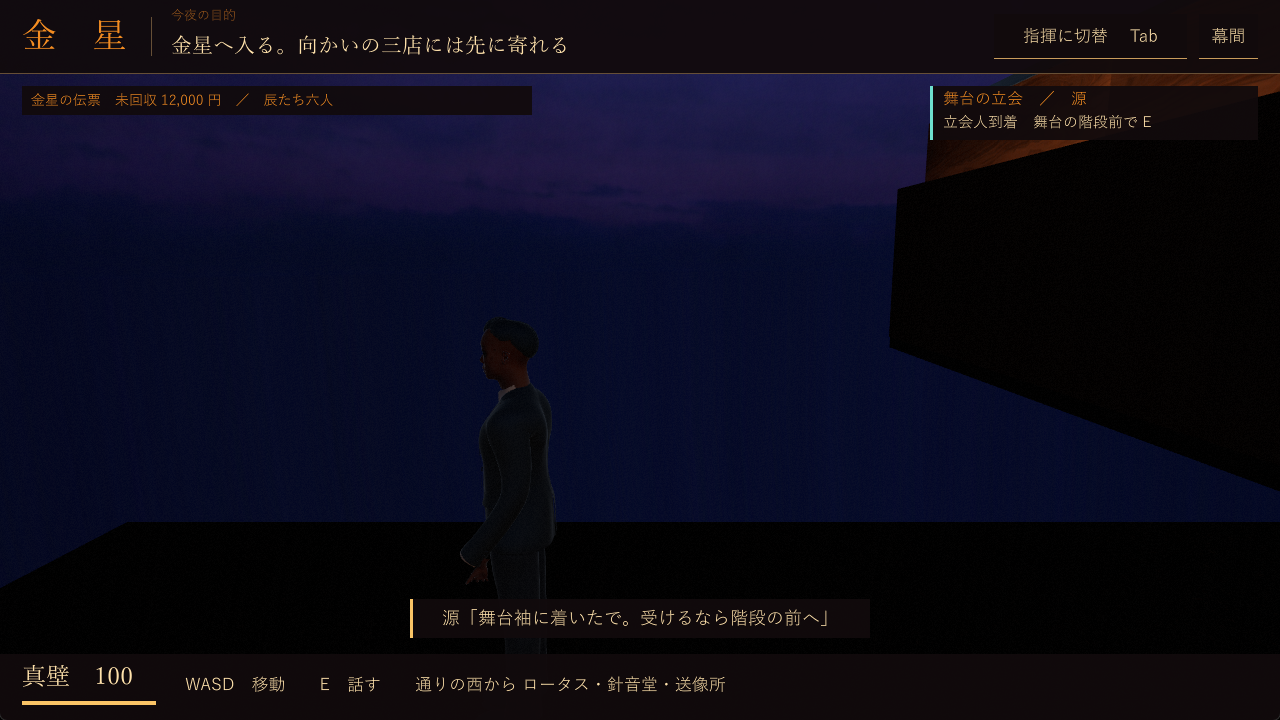 今夜の目的
金星
金星へ入る。向かいの三店には先に寄れる
指揮に切替 Tab
幕間
金星の伝票 未回収 12,000 円 ／ 辰たち六人
舞台の立会 ／ 源
立会人到着 舞台の階段前で E
源「舞台袖に着いたで。受けるなら階段の前へ」
真壁 100
WASD 移動 E 話す 通りの西から ロータス・針音堂・送像所